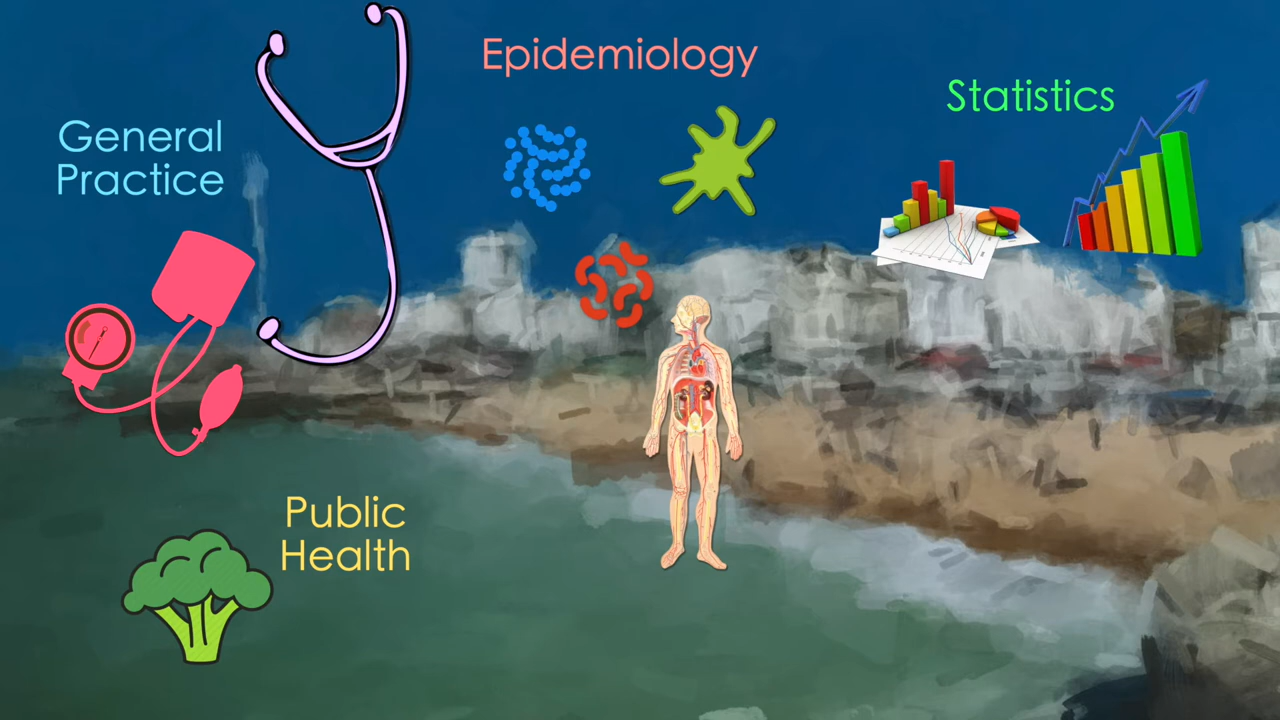 Epidemiology
Statistics
General
Practice
Public
Health